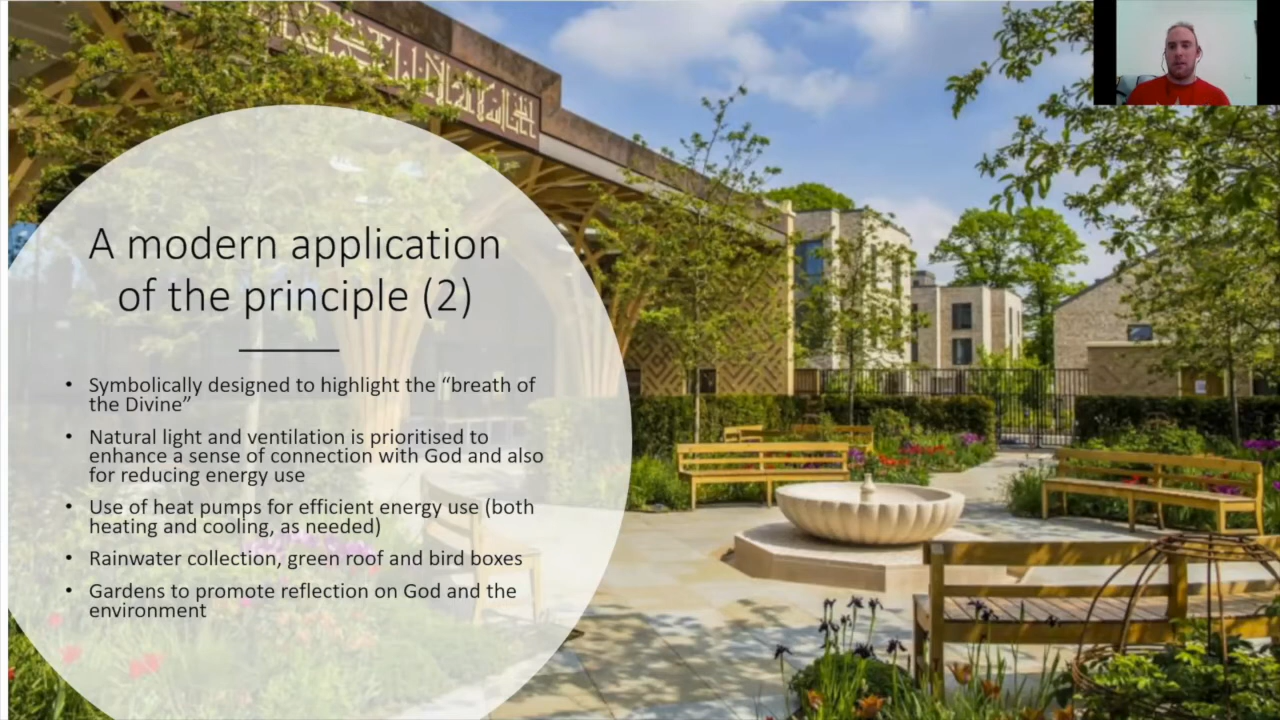 A modern application
of the principle (2)
• Symbolically designed to highlight the “breath of
the Divine”
• Natural light and ventilation is prioritised to
enhance a sense of connection with God and also
for reducing energy use
• Use of heat pumps for efficient energy use (both
heating and cooling, as needed)
• Rainwater collection, green roof and bird boxes
• Gardens to promote reflection on God and the
environment